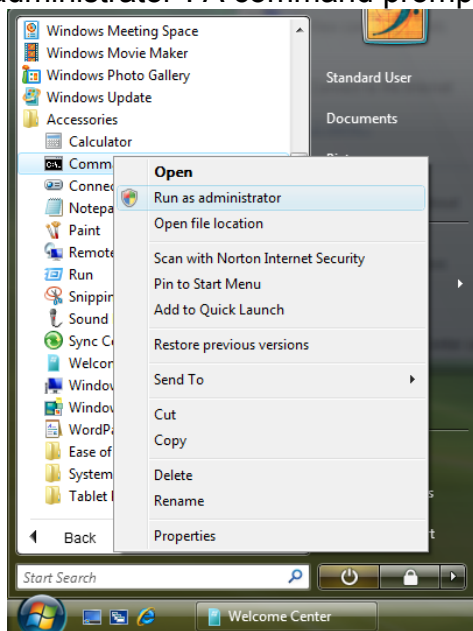 administrator . A command promp
Windows Meeting Space
Windows Movie Maker
Windows Photo Gallery
Windows Update
Accessories
Calculator
Comm
Connec
Notepa
Paint
Remote
Run
Snippin
Sound
Sync C
Welcon
Window
Window
WordPa
Ease of
System
Tablet
Back
Start Search
Standard User
Documents
Open
Run as administrator
Open file location
Scan with Norton Internet Security
Pin to Start Menu
Add to Quick Launch
Restore previous versions
Send To
Cut
Copy
Delete
Rename
Properties
s
t
Welcome Center